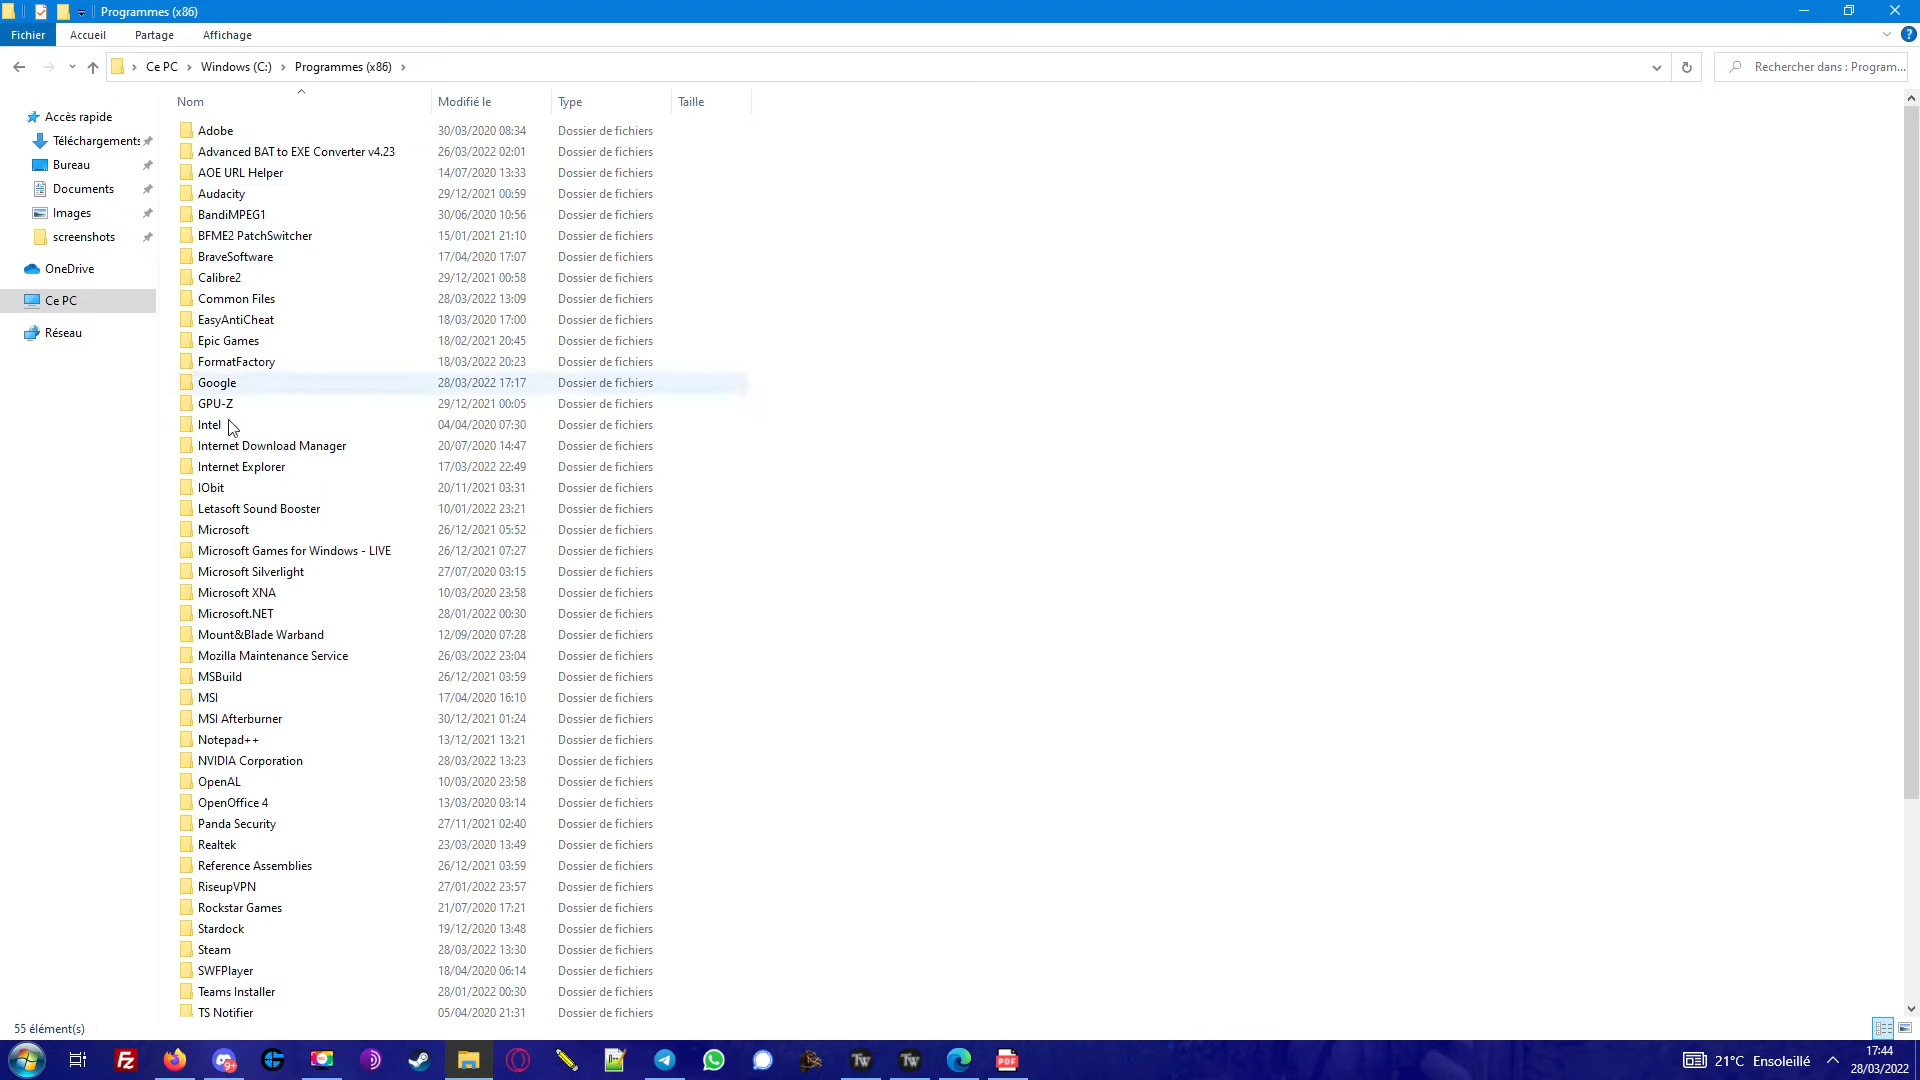 Programmes (x86)
Fichier Accueil Partage Affichage
Ce PC Windows (C:) Programmes (x86) Rechercher dans : Program...
Nom Modifié le Type Taille
Accès rapide
Téléchargements
Bureau
Documents
Images
screenshots
OneDrive
Ce PC
Réseau
Adobe 30/03/2020 08:34 Dossier de fichiers
Advanced BAT to EXE Converter v4.23 26/03/2022 02:01 Dossier de fichiers
AOE URL Helper 14/07/2020 13:33 Dossier de fichiers
Audacity 29/12/2021 00:59 Dossier de fichiers
BandiMPEG1 30/06/2020 10:56 Dossier de fichiers
BFME2 PatchSwitcher 15/01/2021 21:10 Dossier de fichiers
BraveSoftware 17/04/2020 17:07 Dossier de fichiers
Calibre2 29/12/2021 00:58 Dossier de fichiers
Common Files 28/03/2022 13:09 Dossier de fichiers
EasyAntiCheat 18/03/2020 17:00 Dossier de fichiers
Epic Games 18/02/2021 20:45 Dossier de fichiers
FormatFactory 18/03/2022 20:23 Dossier de fichiers
Google 28/03/2022 17:17 Dossier de fichiers
GPU-Z 29/12/2021 00:05 Dossier de fichiers
Intel 04/04/2020 07:30 Dossier de fichiers
Internet Download Manager 20/07/2020 14:47 Dossier de fichiers
Internet Explorer 17/03/2022 22:49 Dossier de fichiers
IObit 20/11/2021 03:31 Dossier de fichiers
Letasoft Sound Booster 10/01/2022 23:21 Dossier de fichiers
Microsoft 26/12/2021 05:52 Dossier de fichiers
Microsoft Games for Windows - LIVE 26/12/2021 07:27 Dossier de fichiers
Microsoft Silverlight 27/07/2020 03:15 Dossier de fichiers
Microsoft XNA 10/03/2020 23:58 Dossier de fichiers
Microsoft.NET 28/01/2022 00:30 Dossier de fichiers
Mount&Blade Warband 12/09/2020 07:28 Dossier de fichiers
Mozilla Maintenance Service 26/03/2022 23:04 Dossier de fichiers
MSBuild 26/12/2021 03:59 Dossier de fichiers
MSI 17/04/2020 16:10 Dossier de fichiers
MSI Afterburner 30/12/2021 01:24 Dossier de fichiers
Notepad++ 13/12/2021 13:21 Dossier de fichiers
NVIDIA Corporation 28/03/2022 13:23 Dossier de fichiers
OpenAL 10/03/2020 23:58 Dossier de fichiers
OpenOffice 4 13/03/2020 03:14 Dossier de fichiers
Panda Security 27/11/2021 02:40 Dossier de fichiers
Realtek 23/03/2020 13:49 Dossier de fichiers
Reference Assemblies 26/12/2021 03:59 Dossier de fichiers
RiseupVPN 27/01/2022 23:57 Dossier de fichiers
Rockstar Games 21/07/2020 17:21 Dossier de fichiers
Stardock 19/12/2020 13:48 Dossier de fichiers
Steam 28/03/2022 13:30 Dossier de fichiers
SWFPlayer 18/04/2020 06:14 Dossier de fichiers
Teams Installer 28/01/2022 00:30 Dossier de fichiers
TS Notifier 05/04/2020 21:31 Dossier de fichiers
55 élément(s)
FZ 9+ Tw Tw PDF 21°C Ensoleillé 17:44
28/03/2022